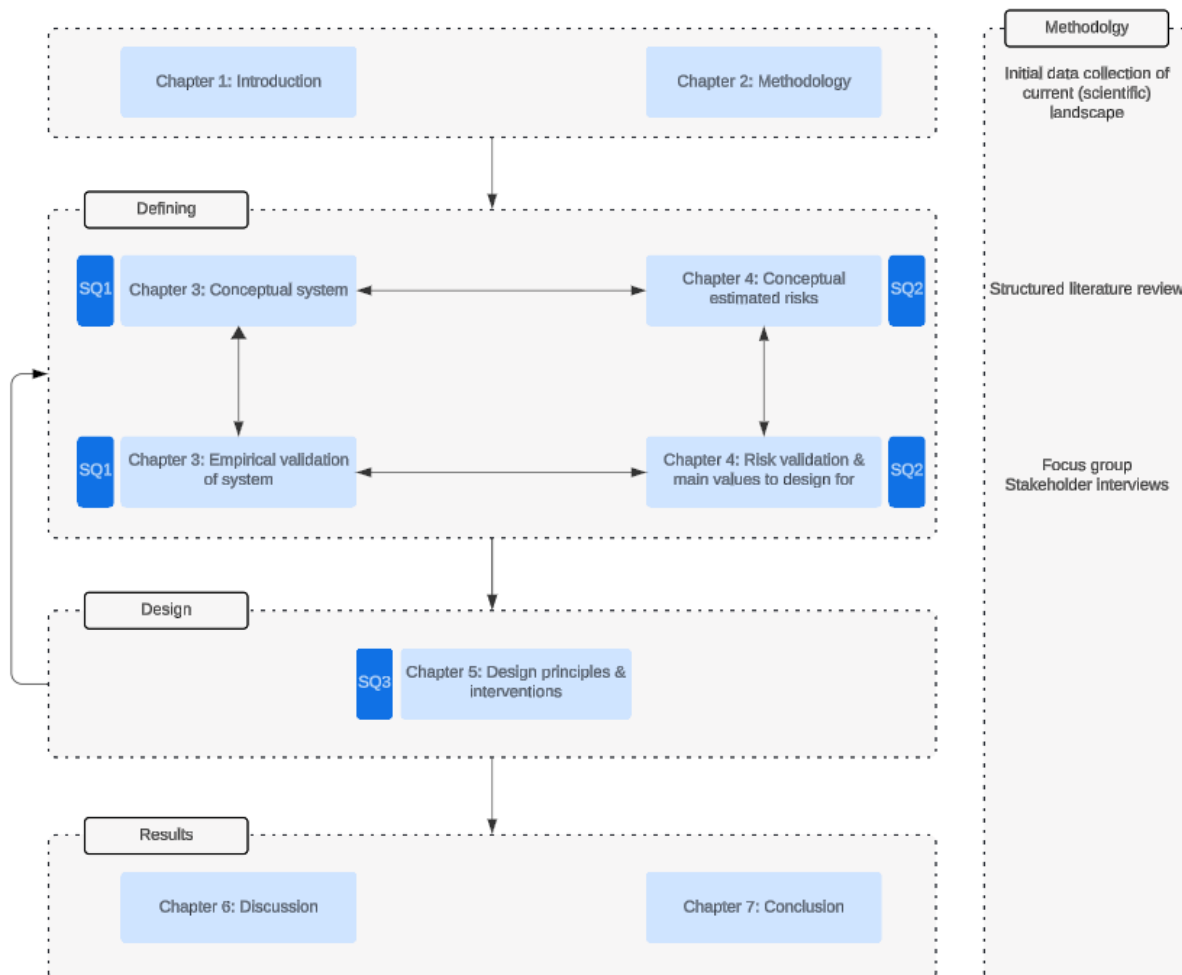 Methodolgy
Chapter 1: Introduction
Chapter 2: Methodology
Initial data collection of
current (scientific)
landscape
Defining
SQ1
Chapter 3: Conceptual system
Chapter 4: Conceptual
estimated risks
SQ2
Structured literature review
SQ1
Chapter 3: Empirical validation
of system
Chapter 4: Risk validation &
main values to design for
SQ2
Focus group
Stakeholder interviews
Design
SQ3
Chapter 5: Design principles &
interventions
Results
Chapter 6: Discussion
Chapter 7: Conclusion